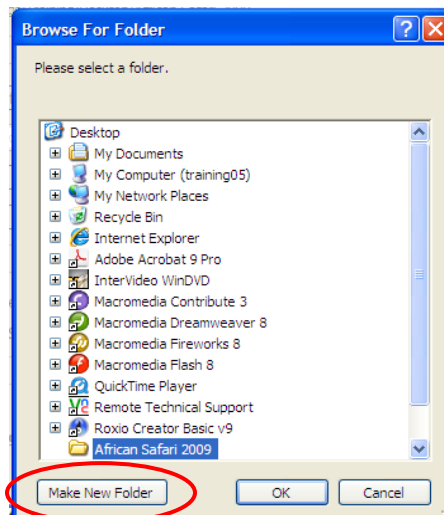 Browse For Folder
Please select a folder.
Desktop
My Documents
My Computer (training05)
My Network Places
Recycle Bin
Internet Explorer
Adobe Acrobat 9 Pro
InterVideo WinDVD
Macromedia Contribute 3
Macromedia Dreamweaver 8
Macromedia Fireworks 8
Macromedia Flash 8
QuickTime Player
Remote Technical Support
Roxio Creator Basic v9
African Safari 2009
Make New Folder OK Cancel